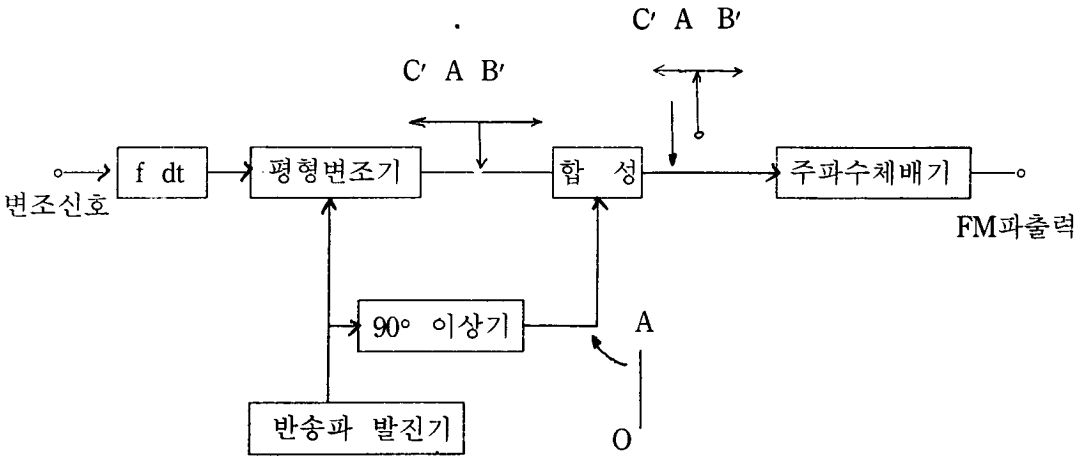 C′ A B′
C′ A B′
f dt
평형변조기
합 성
주파수체배기
변조신호
FM파출력
90° 이상기
A
반송파 발진기
O